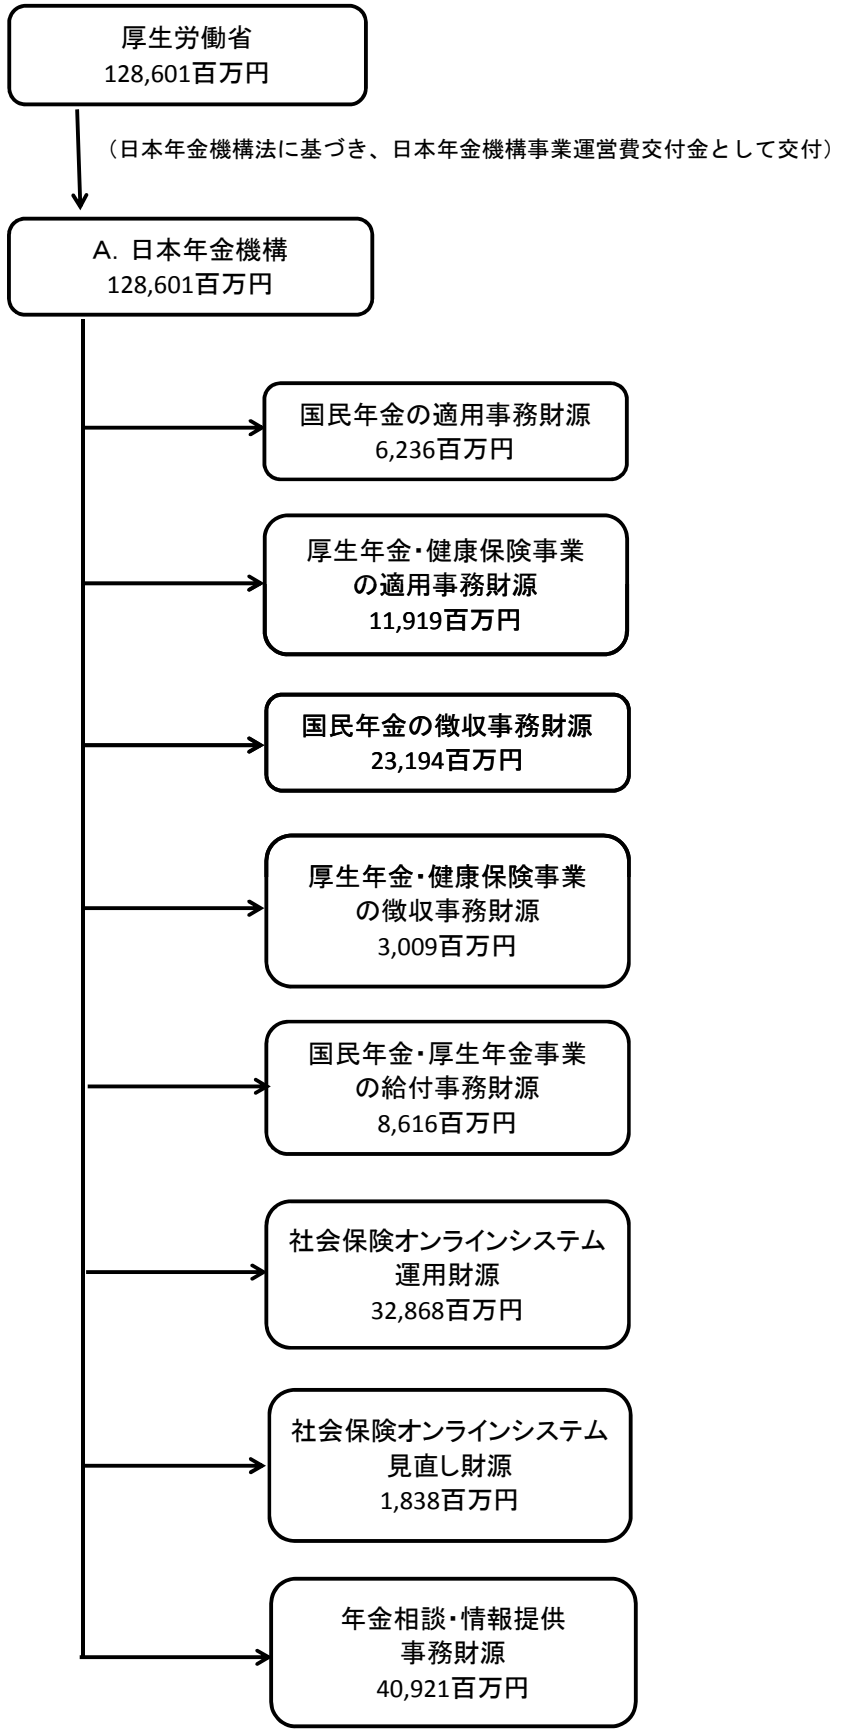 厚生労働省
128,601百万円
（日本年金機構法に基づき、日本年金機構事業運営費交付金として交付）
A．日本年金機構
128,601百万円
国民年金の適用事務財源
6,236百万円
厚生年金・健康保険事業
の適用事務財源
11,919百万円
国民年金の徴収事務財源
23,194百万円
厚生年金・健康保険事業
の徴収事務財源
3,009百万円
国民年金・厚生年金事業
の給付事務財源
8,616百万円
社会保険オンラインシステム
運用財源
32,868百万円
社会保険オンラインシステム
見直し財源
1,838百万円
年金相談・情報提供
事務財源
40,921百万円